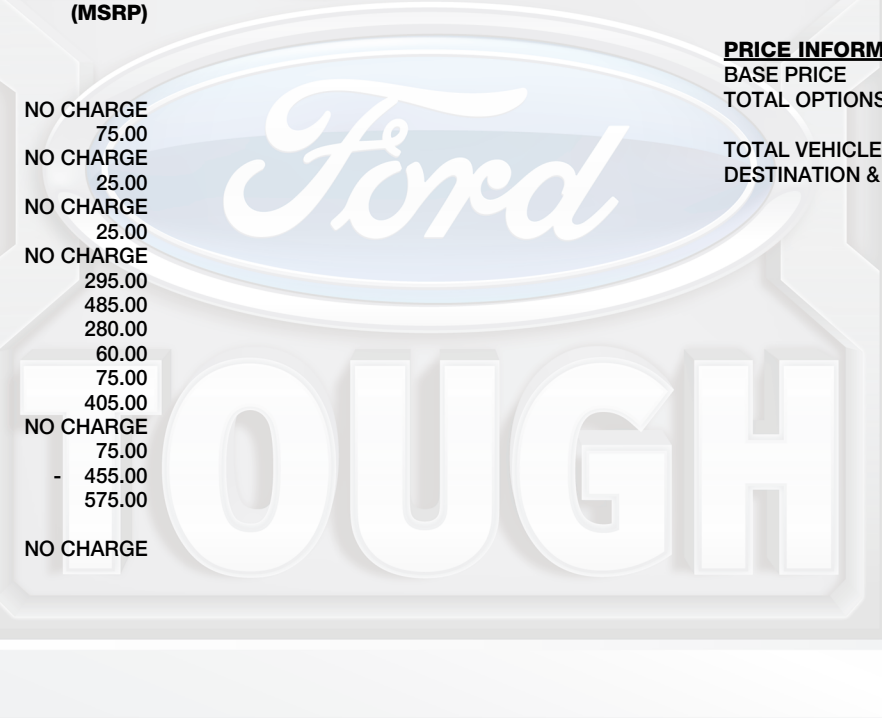 (MSRP)
NO CHARGE
75.00
NO CHARGE
25.00
NO CHARGE
25.00
NO CHARGE
295.00
485.00
280.00
60.00
75.00
405.00
NO CHARGE
75.00
- 455.00
575.00
NO CHARGE
PRICE INFORM
BASE PRICE
TOTAL OPTIONS
TOTAL VEHICLE
DESTINATION &
Ford
TOUGH